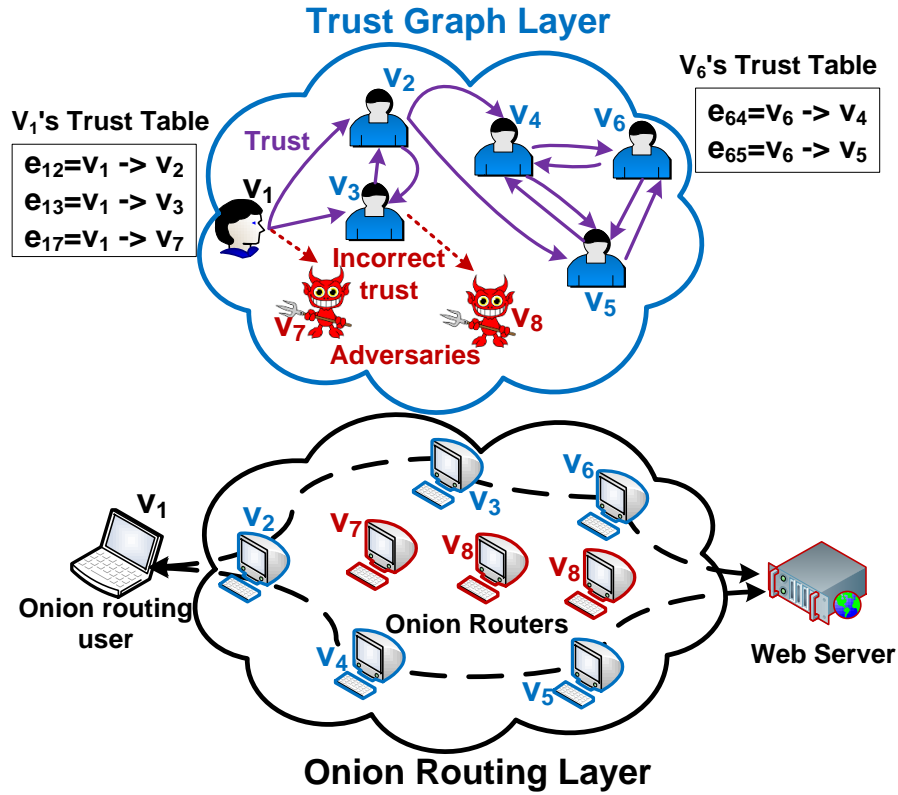 Trust Graph Layer
V1's Trust Table
e12=v1 -> v2
e13=v1 -> v3
e17=v1 -> v7
V6's Trust Table
e64=v6 -> v4
e65=v6 -> v5
Trust
v1
v2
v3
v4
v6
v5
Incorrect
trust
v7
v8
Adversaries
v1
Onion routing
user
v2
v3
v6
v7
v8
v8
Onion Routers
v4
v5
Web Server
Onion Routing Layer